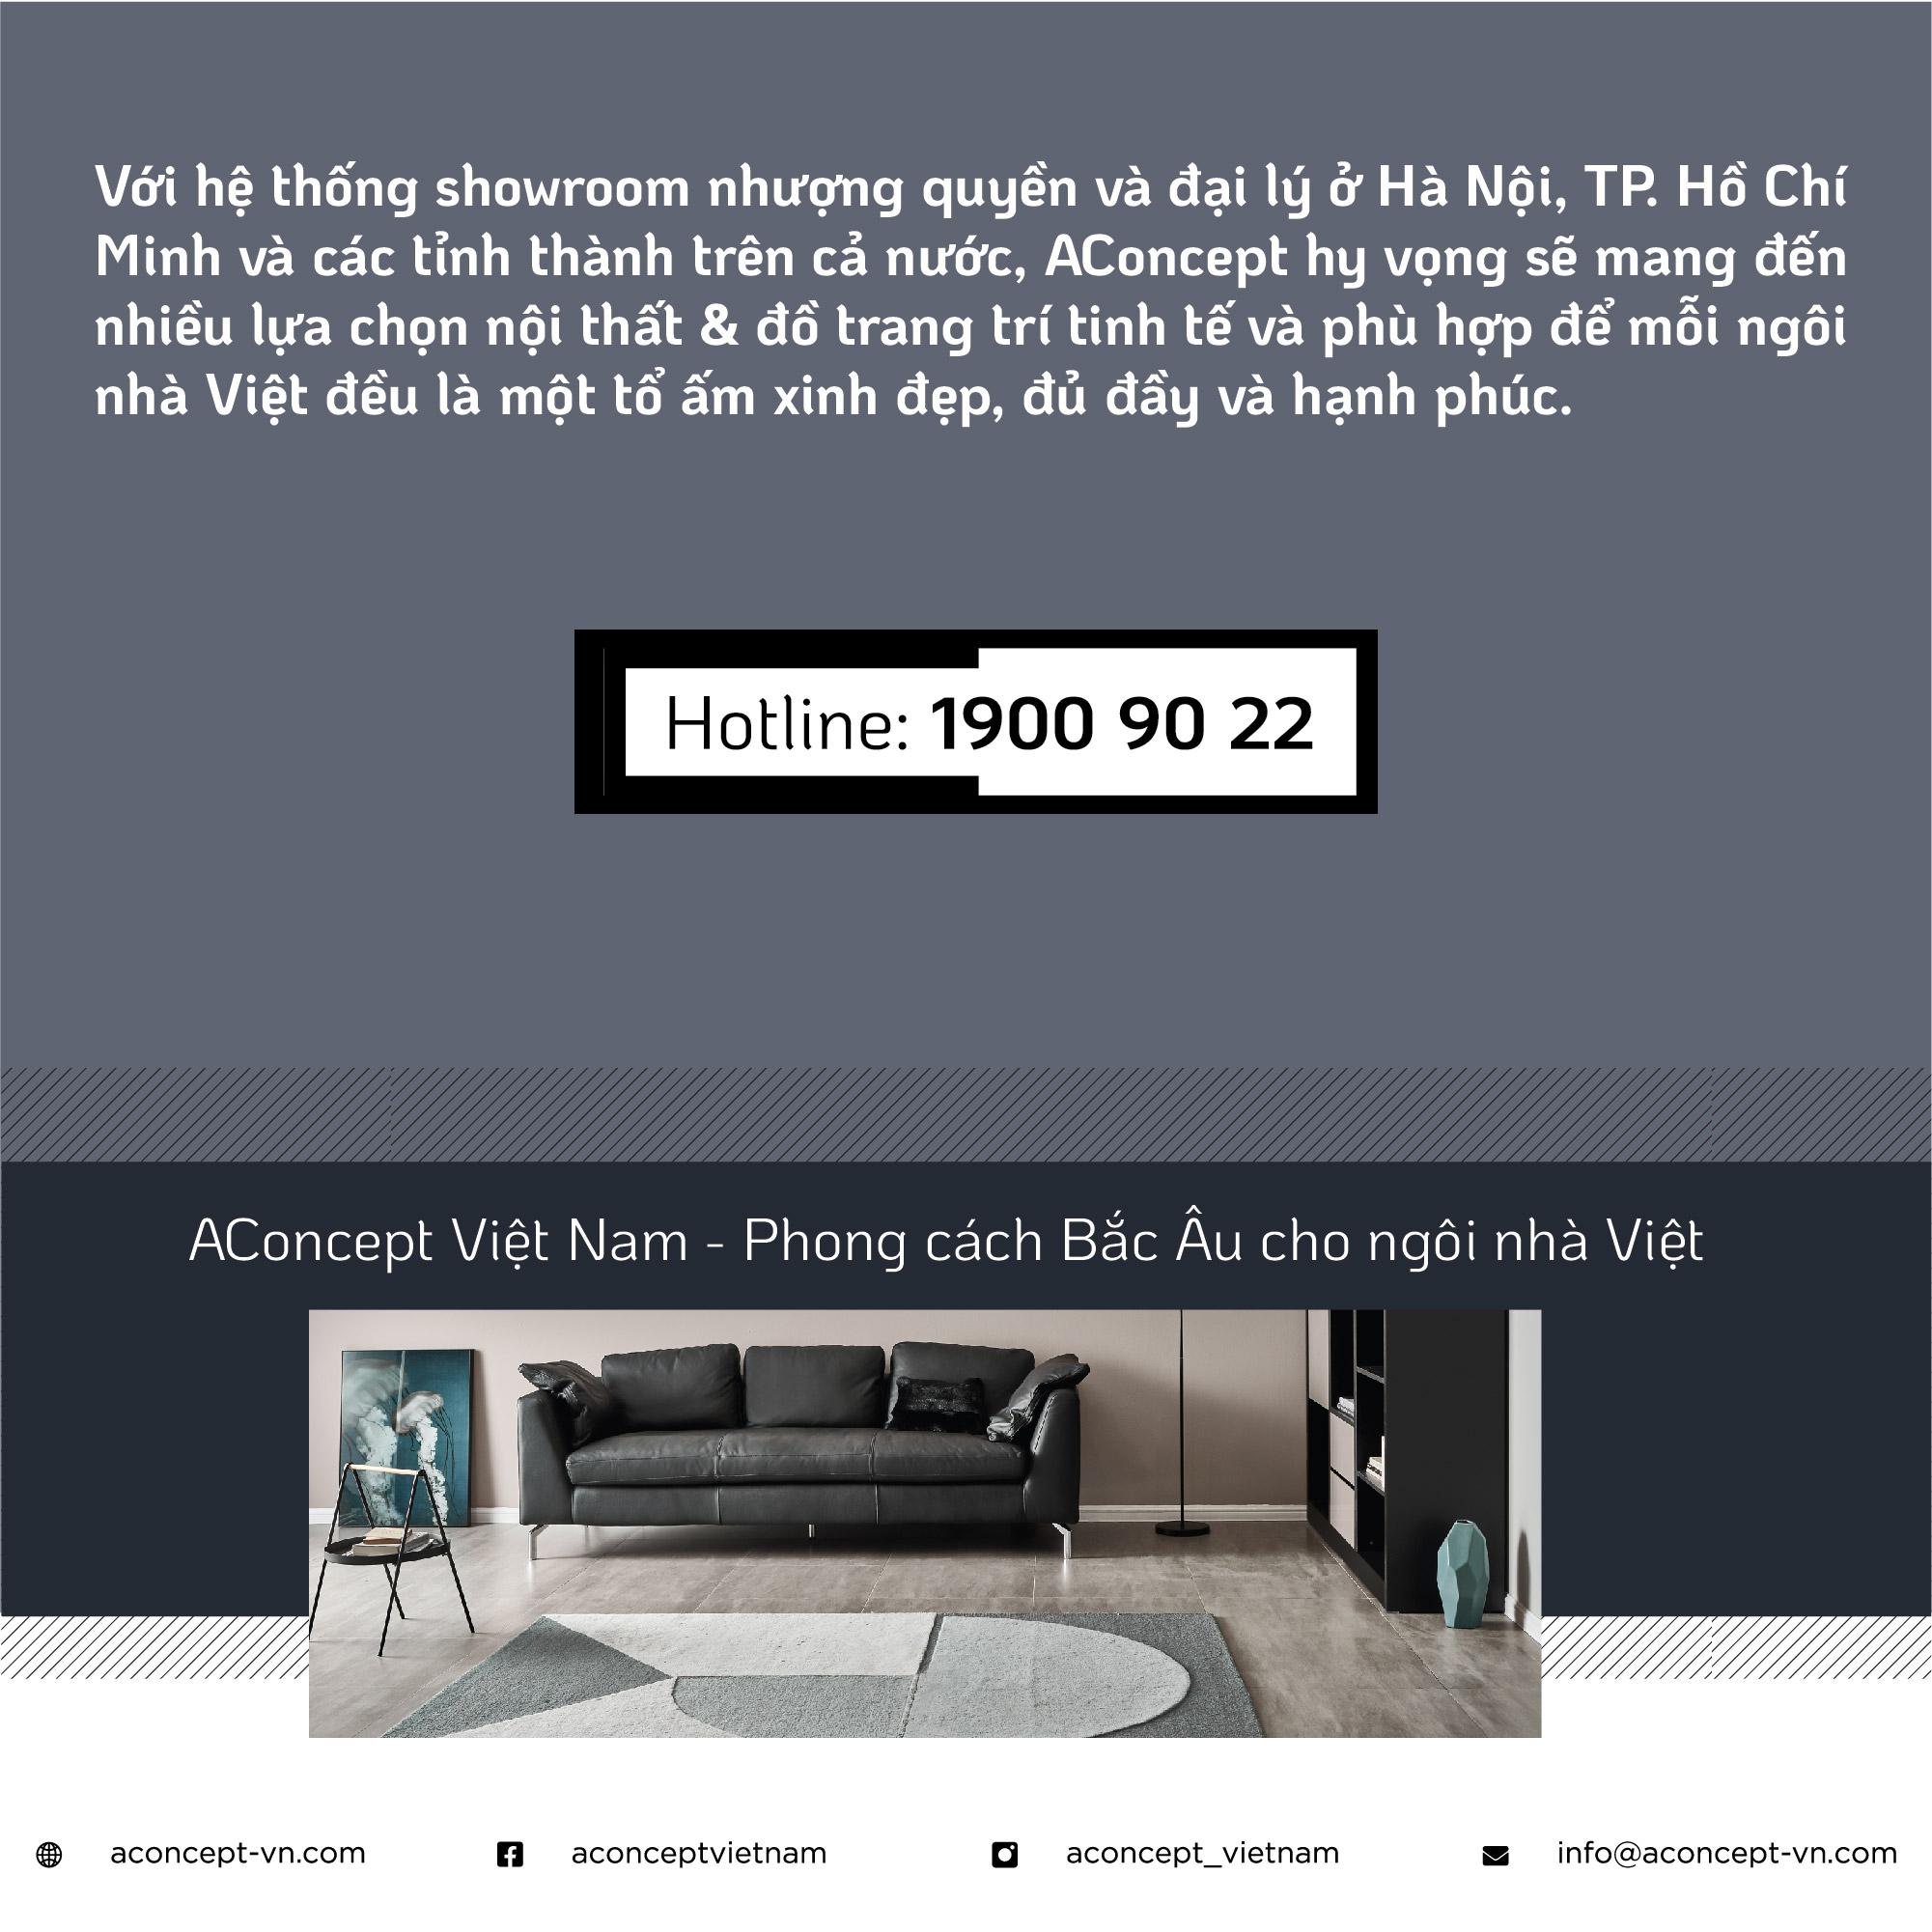 Với hệ thống showroom nhượng quyền và đại lý ở Hà Nội, TP. Hồ Chí
Minh và các tỉnh thành trên cả nước, AConcept hy vọng sẽ mang đến
nhiều lựa chọn nội thất & đồ trang trí tinh tế và phù hợp để mỗi ngôi
nhà Việt đều là một tổ ấm xinh đẹp, đủ đầy và hạnh phúc.
Hotline: 1900 90 22
AConcept Việt Nam - Phong cách Bắc Âu cho ngôi nhà Việt
aconcept-vn.com
aconceptvietnam
aconcept_vietnam
info@aconcept-vn.com